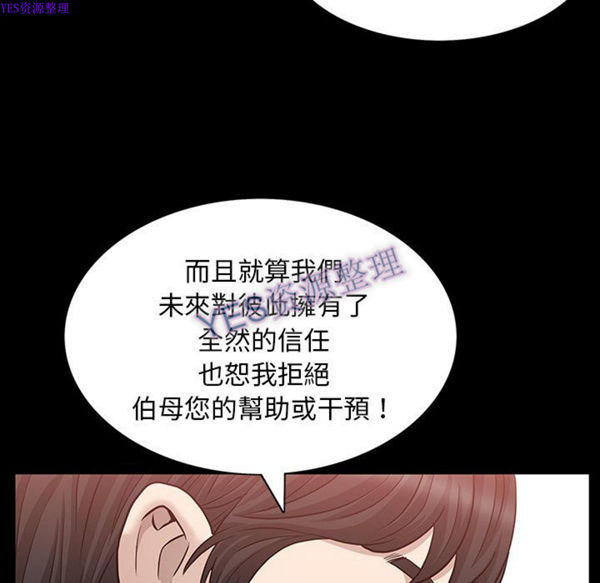 YES资源整理
而且就算我們
YES资源整理
未來對彼此擁有了
全然的信任
也恕我拒絕
伯母您的幫助或干預！